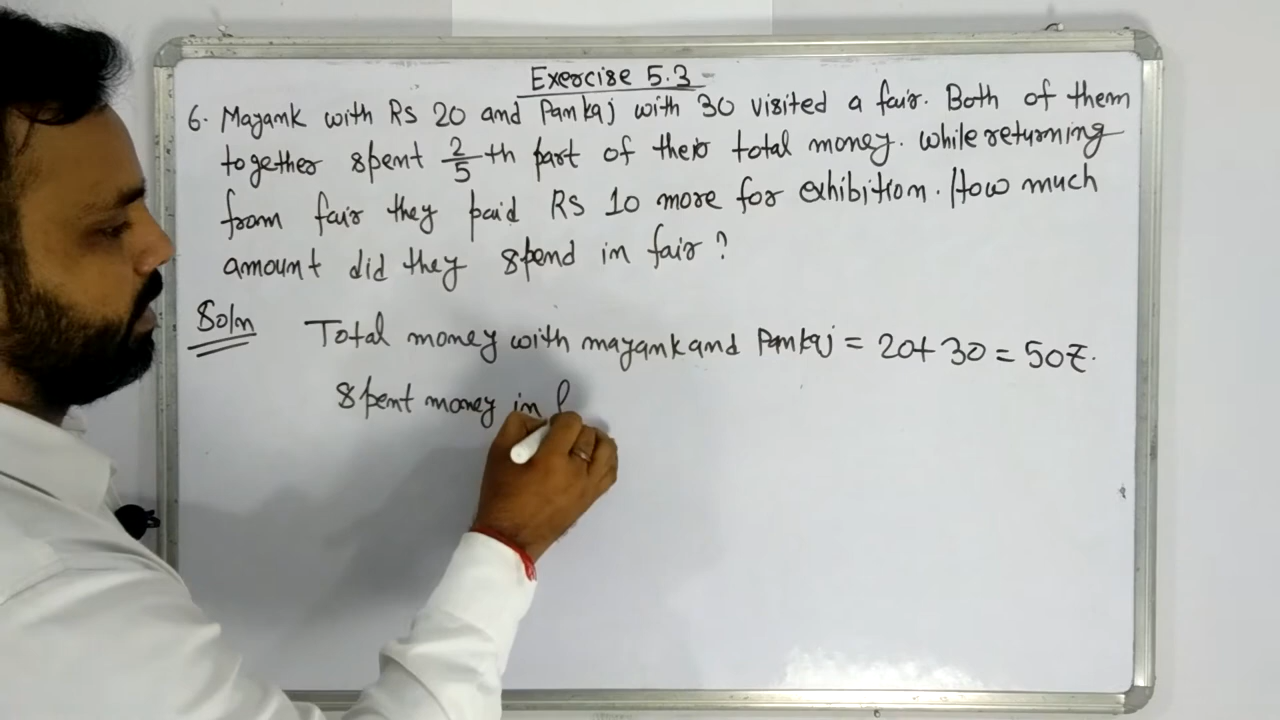 Exercise 5.3
6. Mayank with Rs 20 and Pankaj with 30 visited a fair. Both of them
together spent 2/5 th part of their total money. while returning
from fair they paid RS 10 more for exhibition. How much
amount did they spend in fair?
Soln Total money with mayank and Pankaj = 20+ 30 = 50₹.
Spent money in f